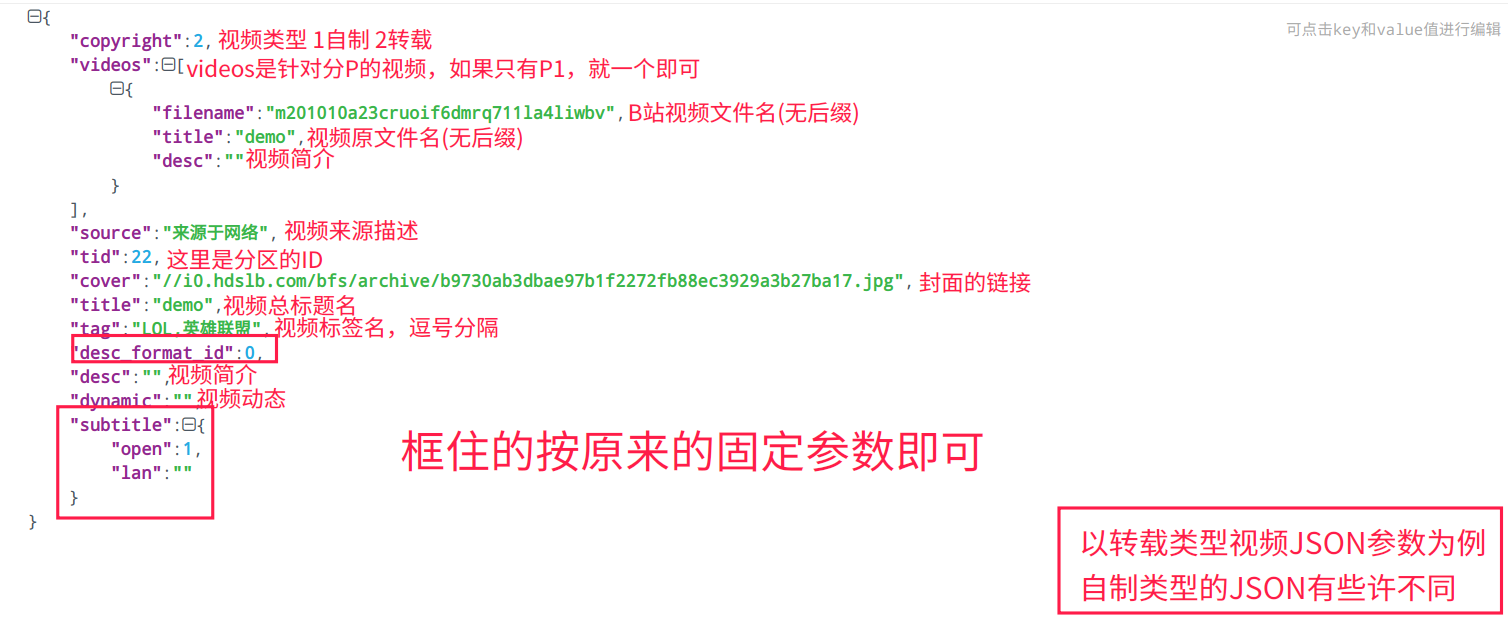 {
可点击key和value值进行编辑
"copyright":2, 视频类型 1自制 2转载
"videos":[videos是针对分P的视频，如果只有P1，就一个即可
{
"filename":"m201010a23cruoif6dmrq711la4liwbv",B站视频文件名(无后缀)
"title":"demo",视频原文件名(无后缀)
"desc":""视频简介
}
],
"source":"来源于网络", 视频来源描述
"tid":22, 这里是分区的ID
"cover":"//i0.hdslb.com/bfs/archive/b9730ab3dbae97b1f2272fb88ec3929a3b27ba17.jpg", 封面的链接
"title":"demo",视频总标题名
"tag":"LOL,英雄联盟",视频标签名，逗号分隔
"desc_format_id":0,
"desc":"",视频简介
"dynamic":"",视频动态
"subtitle":{
"open":1,
"lan":""
}
框住的按原来的固定参数即可
}
以转载类型视频JSON参数为例
自制类型的JSON有些许不同